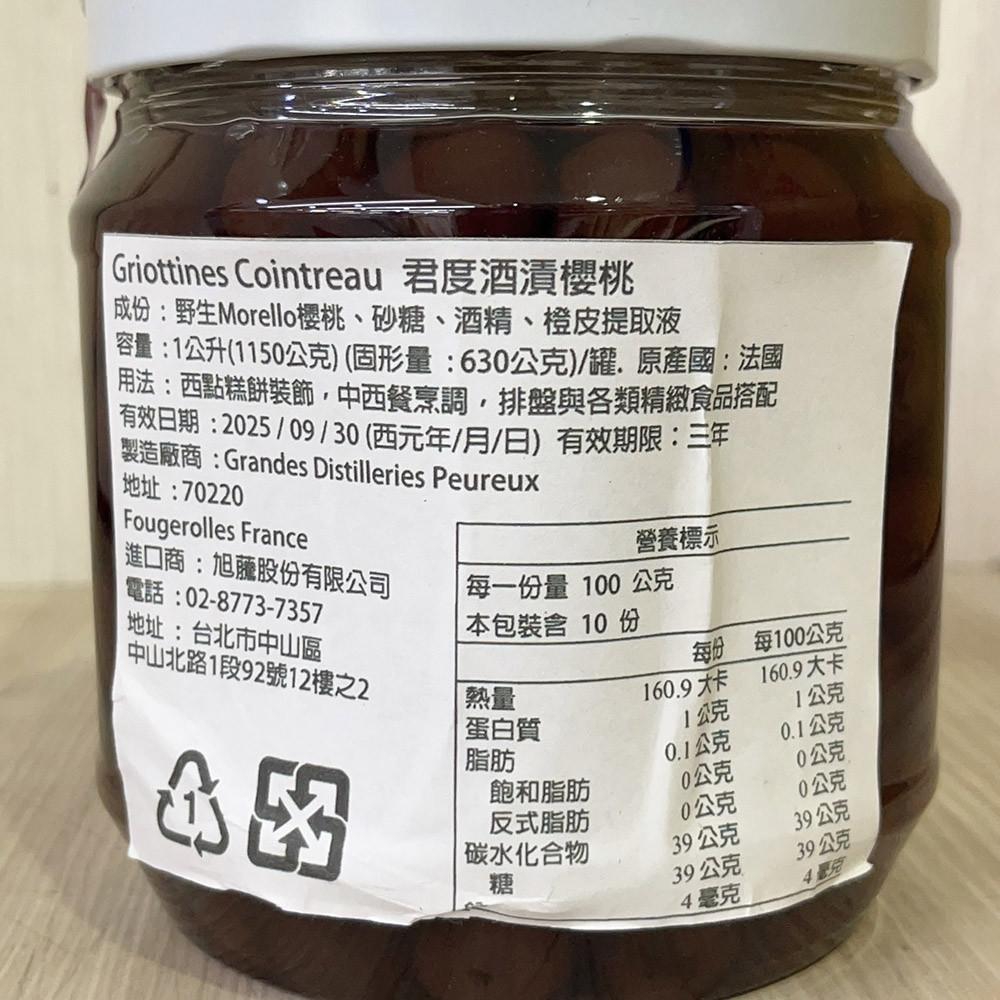 Griottines Cointreau 君度酒漬櫻桃
成份：野生Morello櫻桃、砂糖、酒精、橙皮提取液
容量：1公升(1150公克) (固形量：630公克)/罐. 原產國：法國
用法：西點糕餅裝飾，中西餐烹調，排盤與各類精緻食品搭配
有效日期：2025 / 09 / 30 (西元年/月/日) 有效期限：三年
製造廠商：Grandes Distilleries Peureux
地址：70220
Fougerolles France
進口商：旭騰股份有限公司
電話：02-8773-7357
地址：台北市中山區
中山北路1段92號12樓之2
1
營養標示
每一份量 100 公克
本包裝含 10 份
每份 每100公克
熱量 160.9 大卡 160.9 大卡
蛋白質 1 公克 1 公克
脂肪 0.1 公克 0.1 公克
飽和脂肪 0 公克 0 公克
反式脂肪 0 公克 0 公克
碳水化合物 39 公克 39 公克
糖 39 公克 39 公克
4 毫克 4 毫克